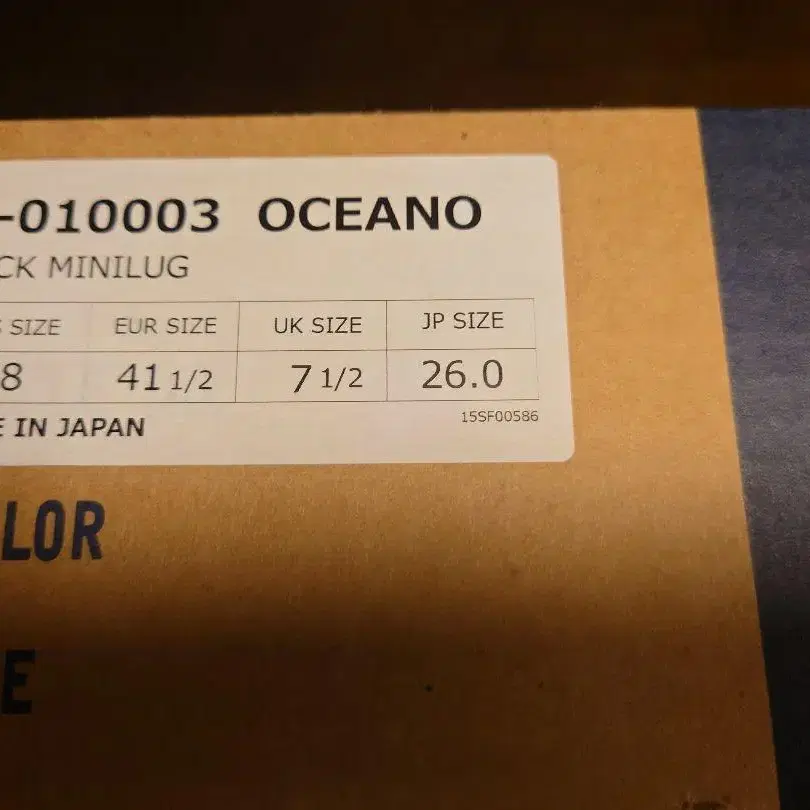 -010003 OCEANO
CK MINILUG
S SIZE EUR SIZE UK SIZE JP SIZE
8 41 1/2 7 1/2 26.0
E IN JAPAN
15SF00586
LOR
E